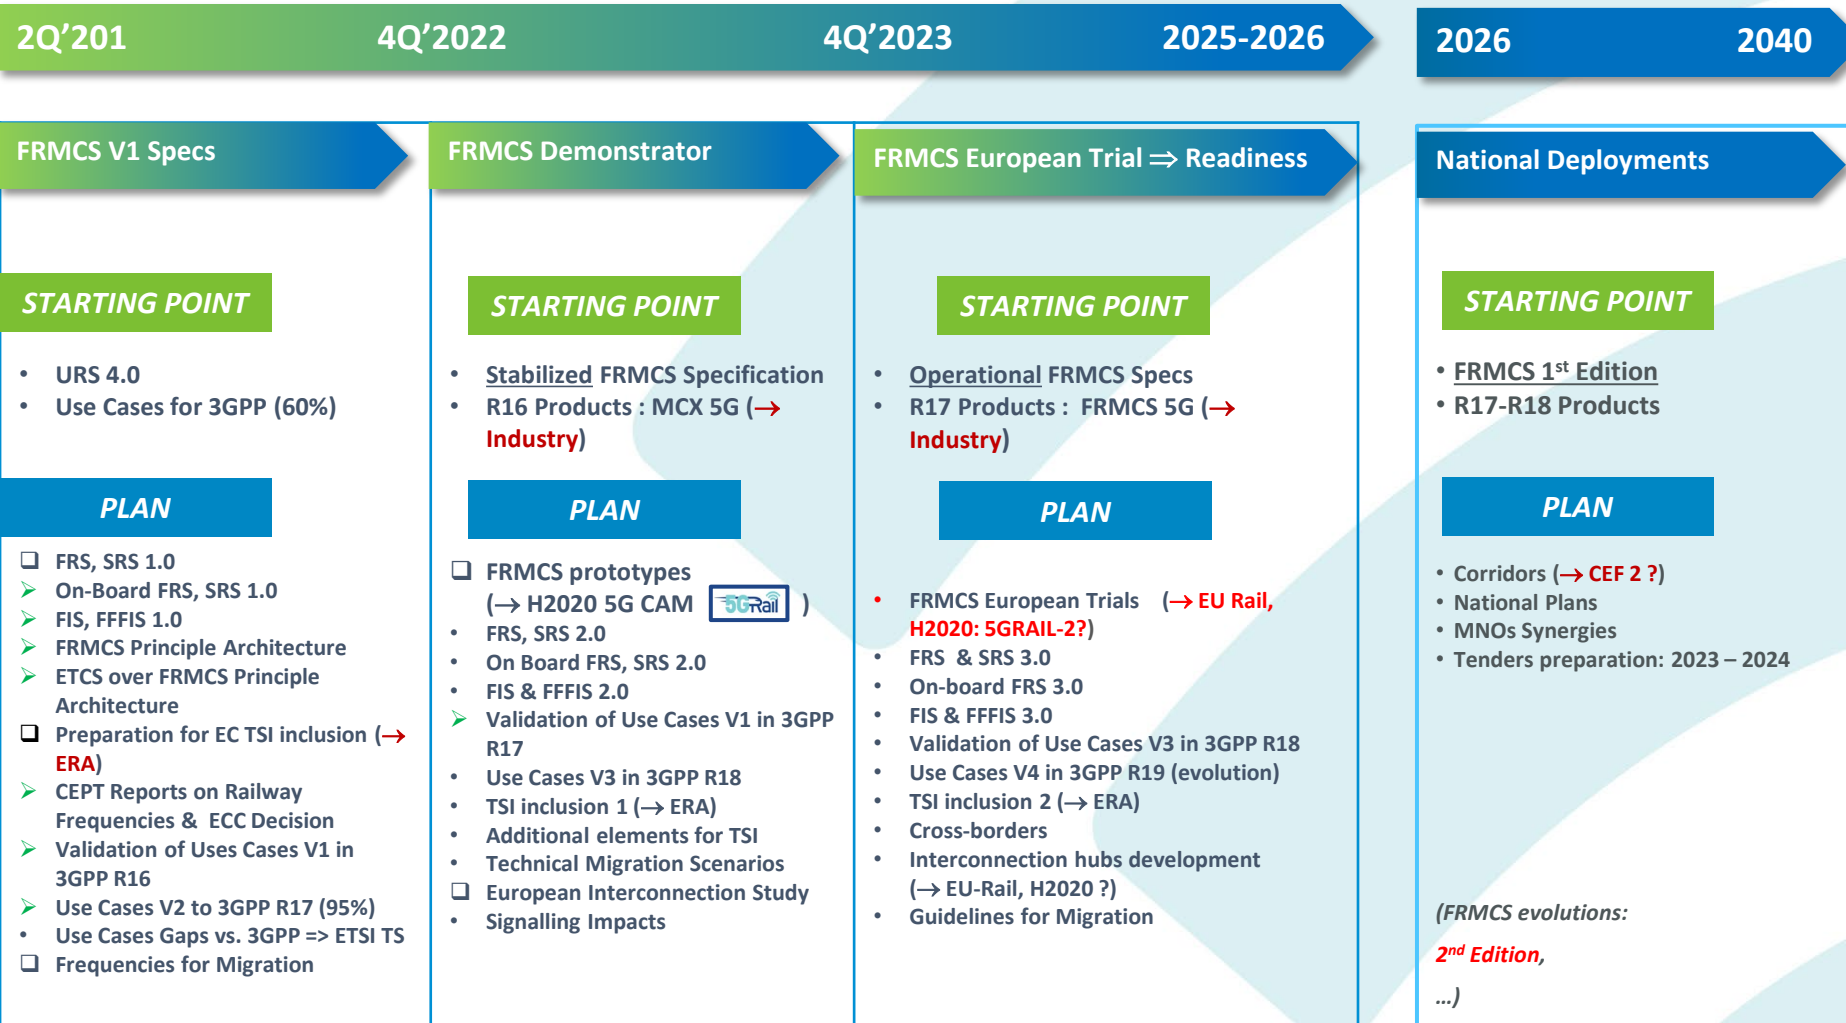 2Q’201 4Q’2022 4Q’2023 2025-2026 2026 2040
FRMCS V1 Specs
STARTING POINT
• URS 4.0
• Use Cases for 3GPP (60%)
PLAN
❑ FRS, SRS 1.0
➢ On-Board FRS, SRS 1.0
➢ FIS, FFFIS 1.0
➢ FRMCS Principle Architecture
➢ ETCS over FRMCS Principle
Architecture
❑ Preparation for EC TSI inclusion (→
ERA)
➢ CEPT Reports on Railway
Frequencies & ECC Decision
➢ Validation of Uses Cases V1 in
3GPP R16
➢ Use Cases V2 to 3GPP R17 (95%)
• Use Cases Gaps vs. 3GPP => ETSI TS
❑ Frequencies for Migration
FRMCS Demonstrator
STARTING POINT
• Stabilized FRMCS Specification
• R16 Products : MCX 5G (→
Industry)
PLAN
❑ FRMCS prototypes
(→ H2020 5G CAM 5GRail )
• FRS, SRS 2.0
• On Board FRS, SRS 2.0
• FIS & FFFIS 2.0
➢ Validation of Use Cases V1 in 3GPP
R17
• Use Cases V3 in 3GPP R18
• TSI inclusion 1 (→ ERA)
• Additional elements for TSI
• Technical Migration Scenarios
❑ European Interconnection Study
• Signalling Impacts
FRMCS European Trial ⇒ Readiness
STARTING POINT
• Operational FRMCS Specs
• R17 Products : FRMCS 5G (→
Industry)
PLAN
• FRMCS European Trials (→ EU Rail,
H2020: 5GRAIL-2?)
• FRS & SRS 3.0
• On-board FRS 3.0
• FIS & FFFIS 3.0
• Validation of Use Cases V3 in 3GPP R18
• Use Cases V4 in 3GPP R19 (evolution)
• TSI inclusion 2 (→ ERA)
• Cross-borders
• Interconnection hubs development
(→ EU-Rail, H2020 ?)
• Guidelines for Migration
National Deployments
STARTING POINT
• FRMCS 1st Edition
• R17-R18 Products
PLAN
• Corridors (→ CEF 2 ?)
• National Plans
• MNOs Synergies
• Tenders preparation: 2023 – 2024
(FRMCS evolutions:
2nd Edition,
…)